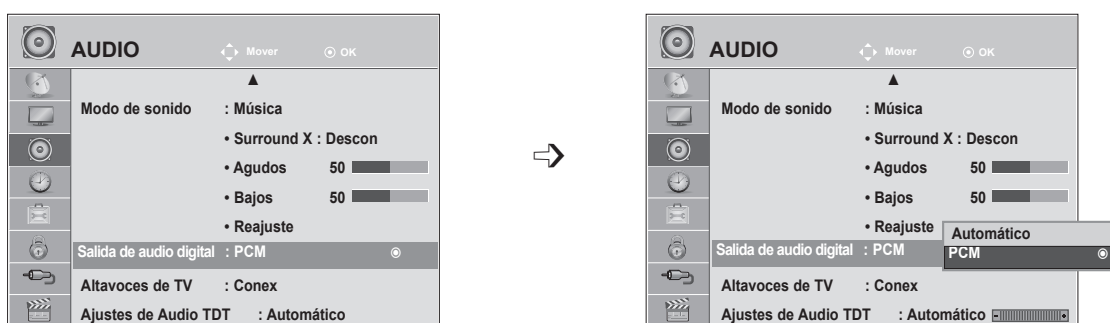 AUDIO Mover OK
▲
Modo de sonido : Música
• Surround X : Descon
• Agudos 50
• Bajos 50
• Reajuste
Salida de audio digital : PCM
Altavoces de TV : Conex
Ajustes de Audio TDT : Automático
AUDIO Mover OK
▲
Modo de sonido : Música
• Surround X : Descon
• Agudos 50
• Bajos 50
• Reajuste
Automático
Salida de audio digital : PCM
PCM
Altavoces de TV : Conex
Ajustes de Audio TDT : Automático - +